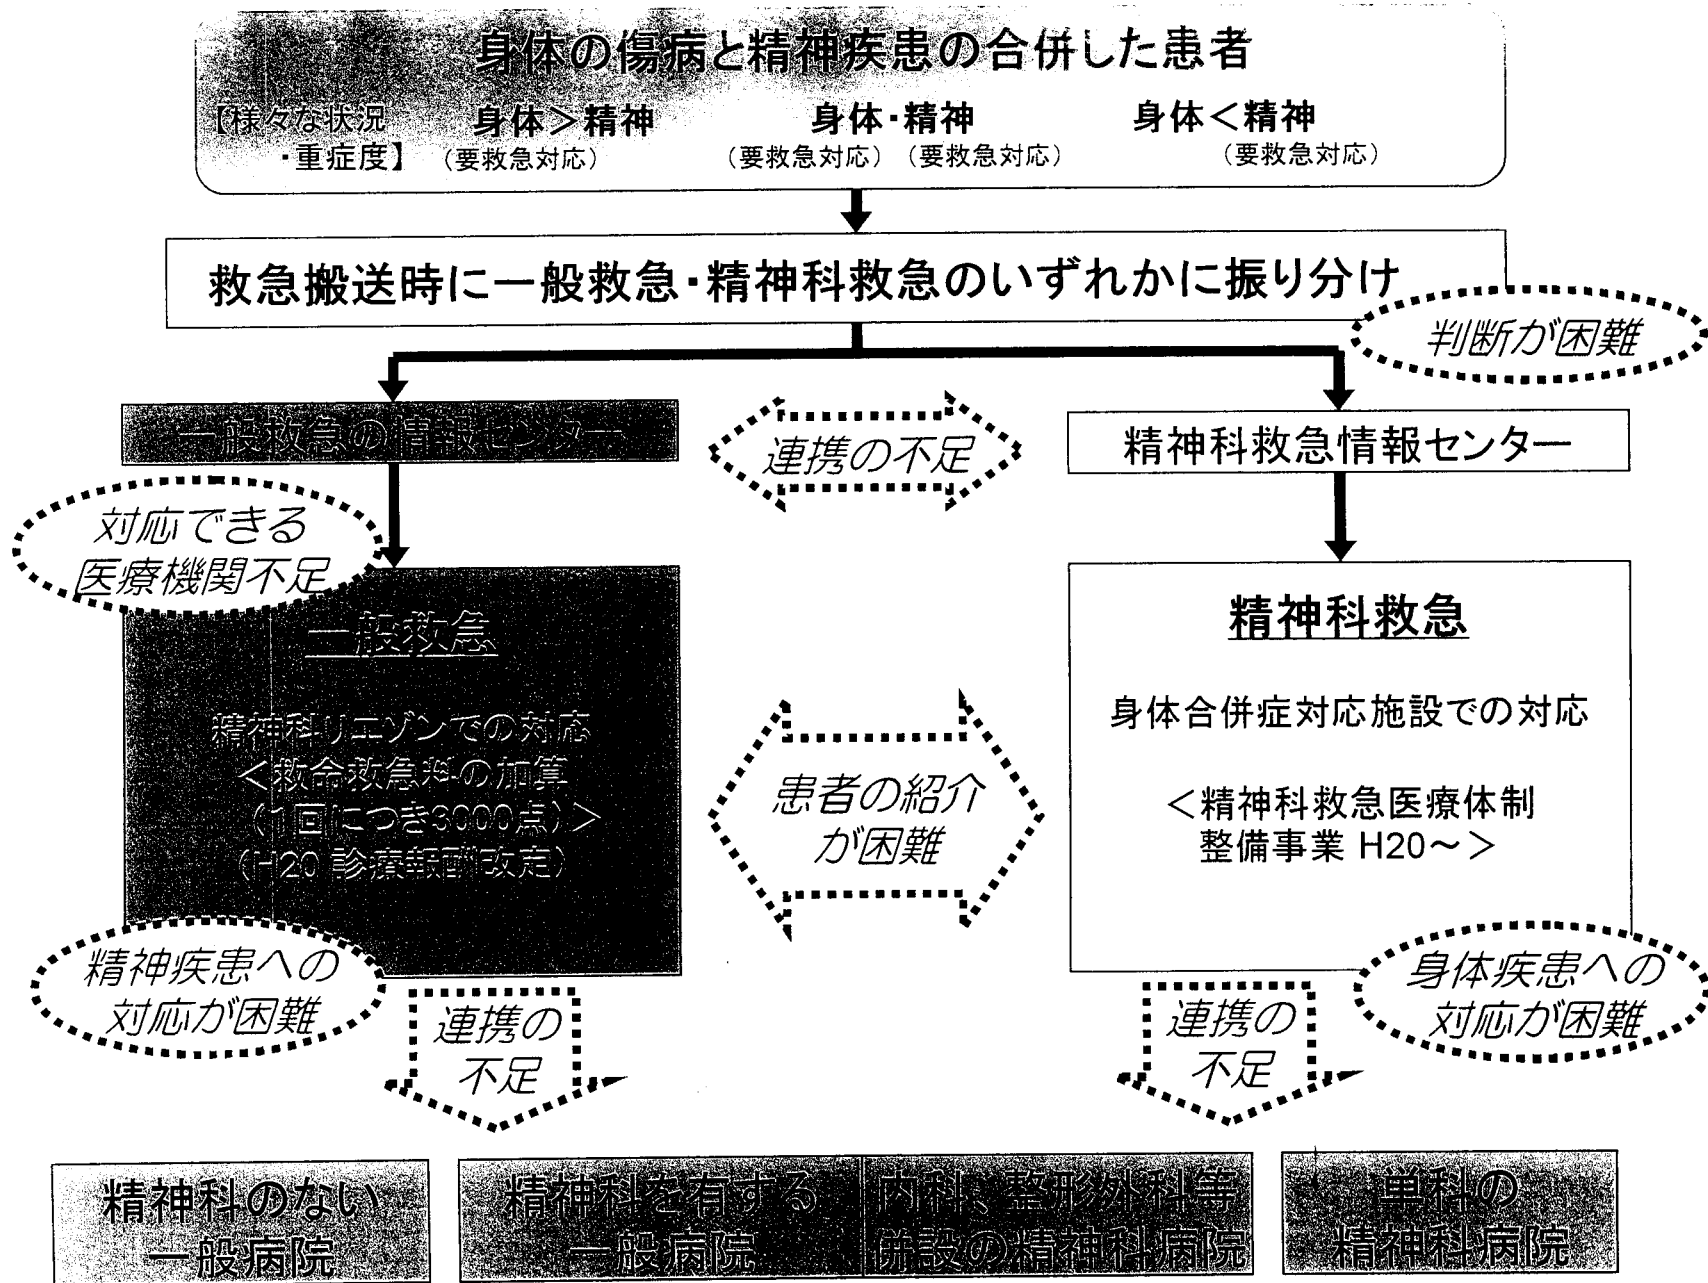 身体の傷病と精神疾患の合併した患者
【様々な状況
・重症度】
身体＞精神
（要救急対応）
身体・精神
（要救急対応）（要救急対応）
身体＜精神
（要救急対応）
救急搬送時に一般救急・精神科救急のいずれかに振り分け
判断が困難
一般救急の情報センター
連携の不足
精神科救急情報センター
対応できる
医療機関不足
一般救急
精神科リエゾンでの対応
＜救命救急料の加算
（1回につき3000点）＞
（H20 診療報酬改定）
患者の紹介
が困難
精神科救急
身体合併症対応施設での対応
＜精神科救急医療体制
整備事業 H20～＞
精神疾患への
対応が困難
連携の
不足
連携の
不足
身体疾患への
対応が困難
精神科のない
一般病院
精神科を有する
一般病院
内科、整形外科等
併設の精神科病院
単科の
精神科病院